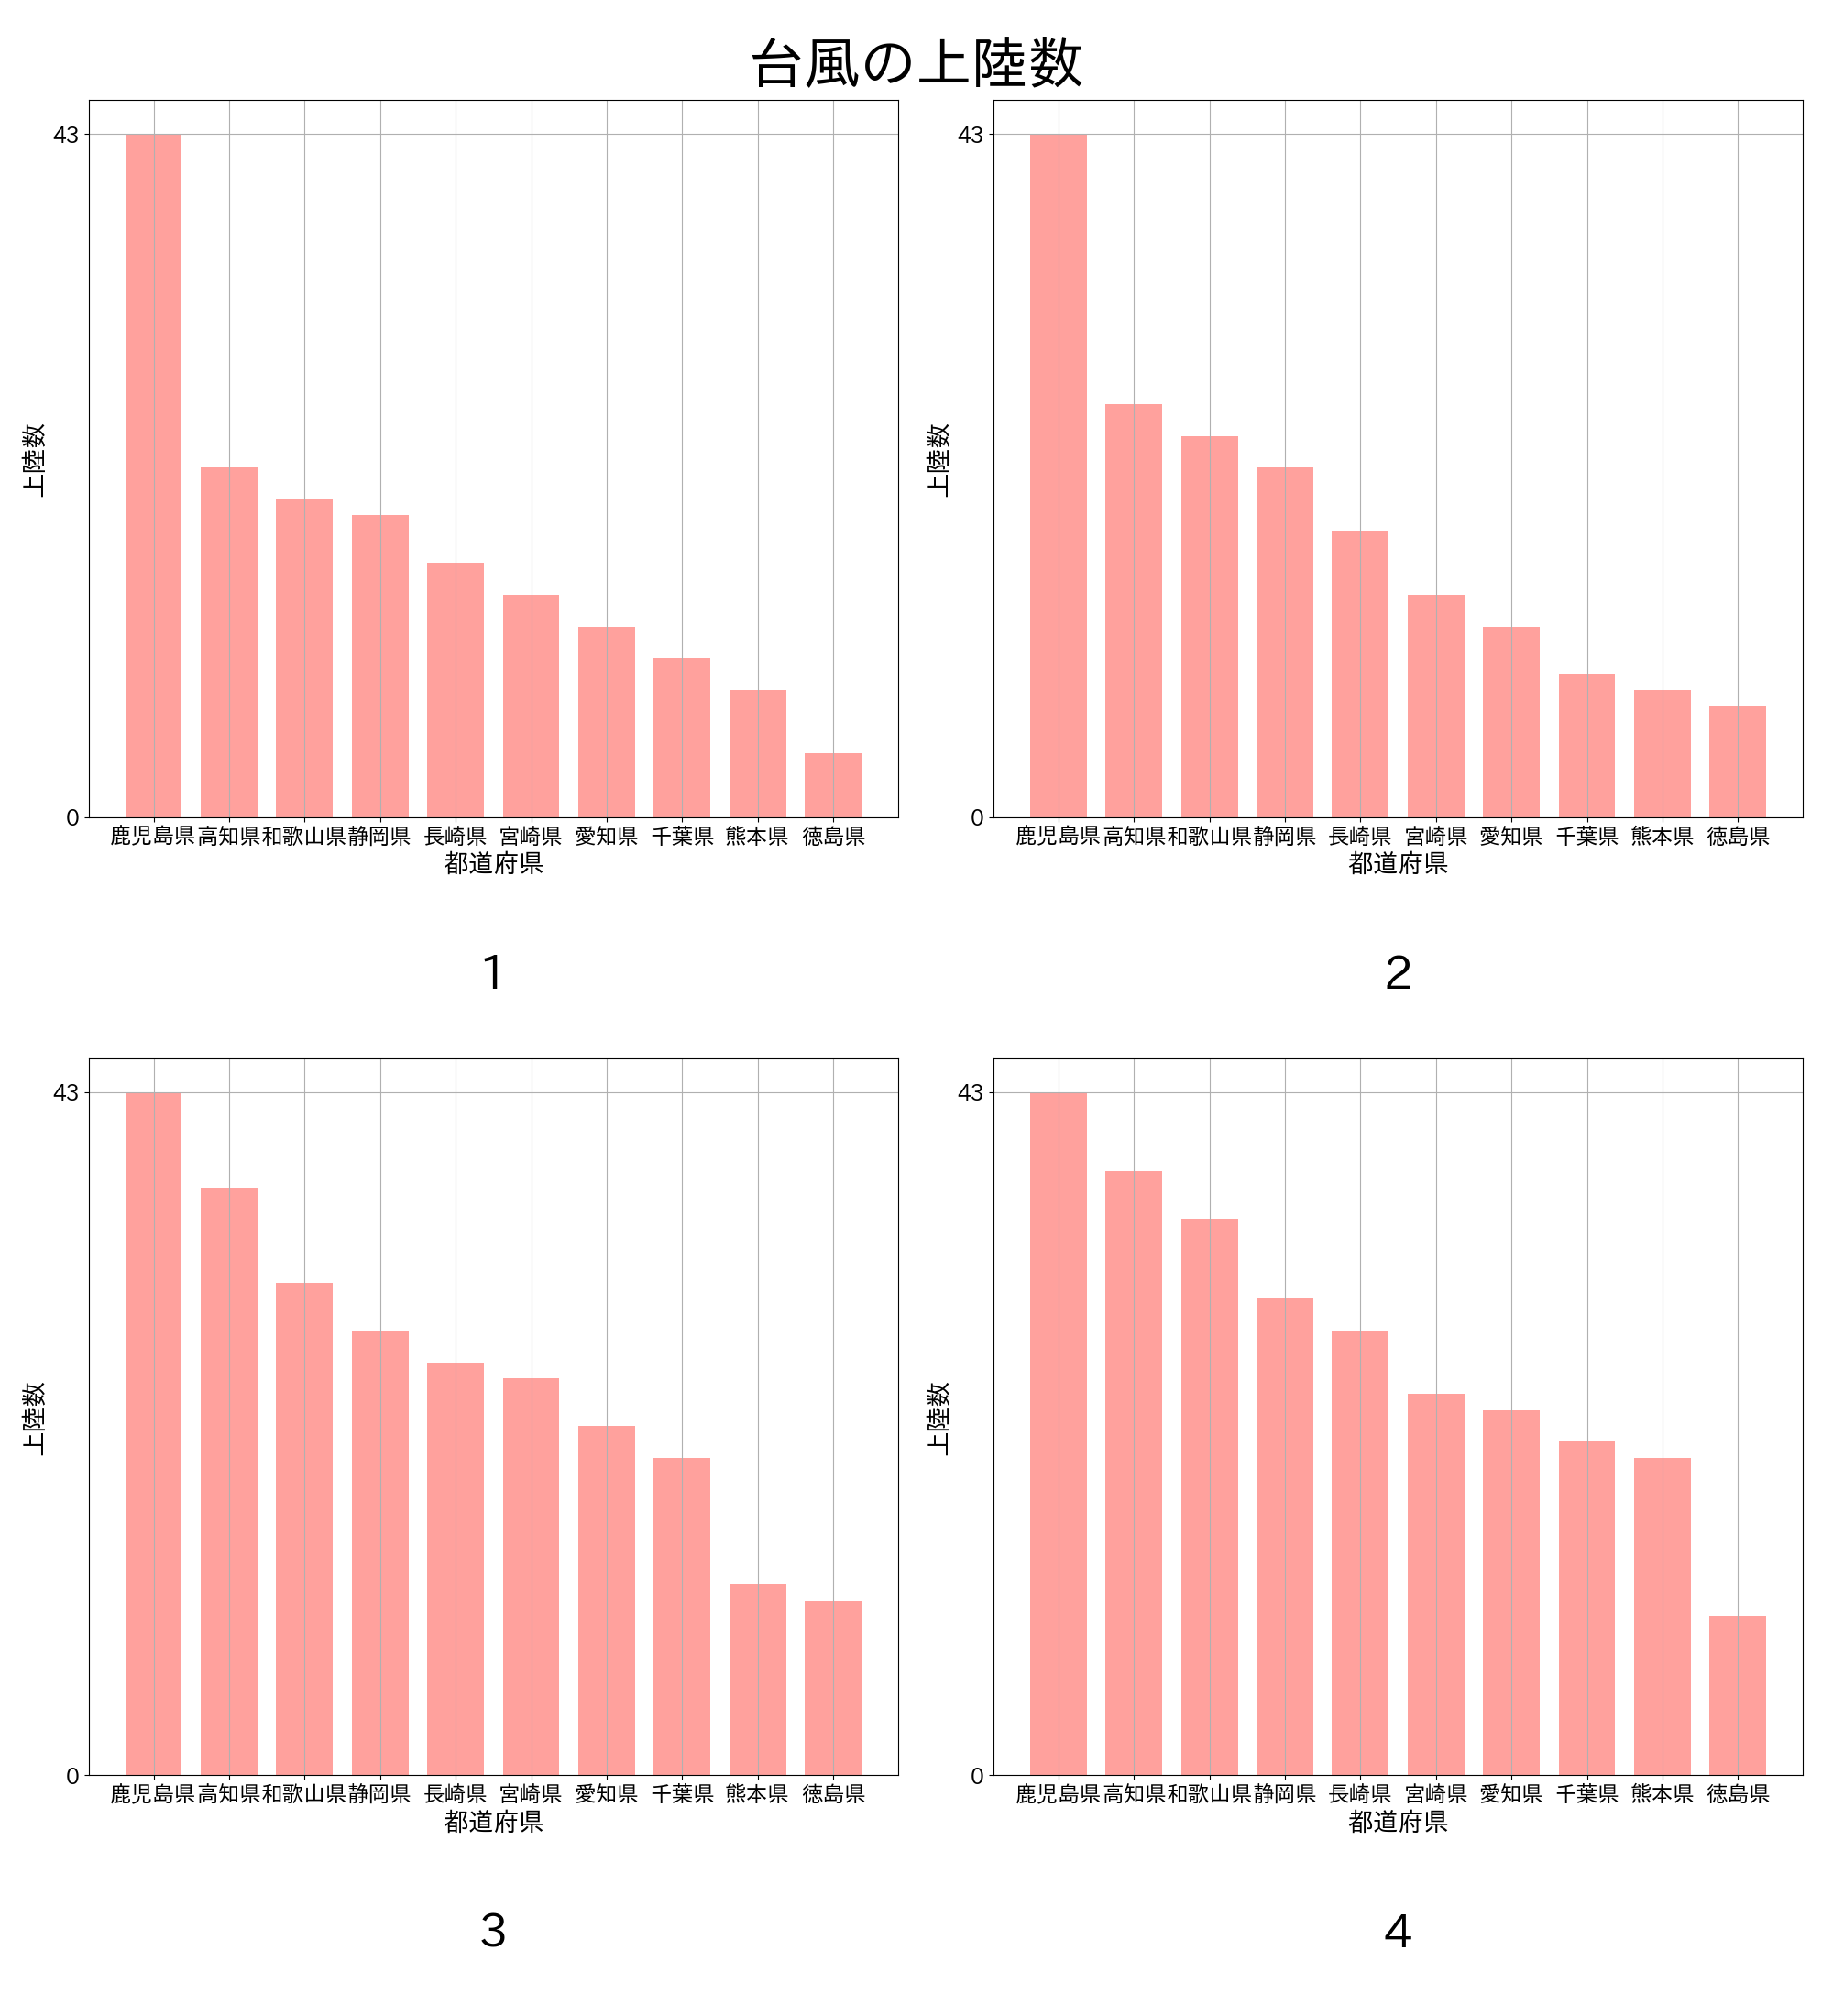 台風の上陸数
43
0
上陸数
鹿児島県 高知県 和歌山県 静岡県 長崎県 宮崎県 愛知県 千葉県 熊本県 徳島県
都道府県
1
43
0
上陸数
鹿児島県 高知県 和歌山県 静岡県 長崎県 宮崎県 愛知県 千葉県 熊本県 徳島県
都道府県
2
43
0
上陸数
鹿児島県 高知県 和歌山県 静岡県 長崎県 宮崎県 愛知県 千葉県 熊本県 徳島県
都道府県
3
43
0
上陸数
鹿児島県 高知県 和歌山県 静岡県 長崎県 宮崎県 愛知県 千葉県 熊本県 徳島県
都道府県
4